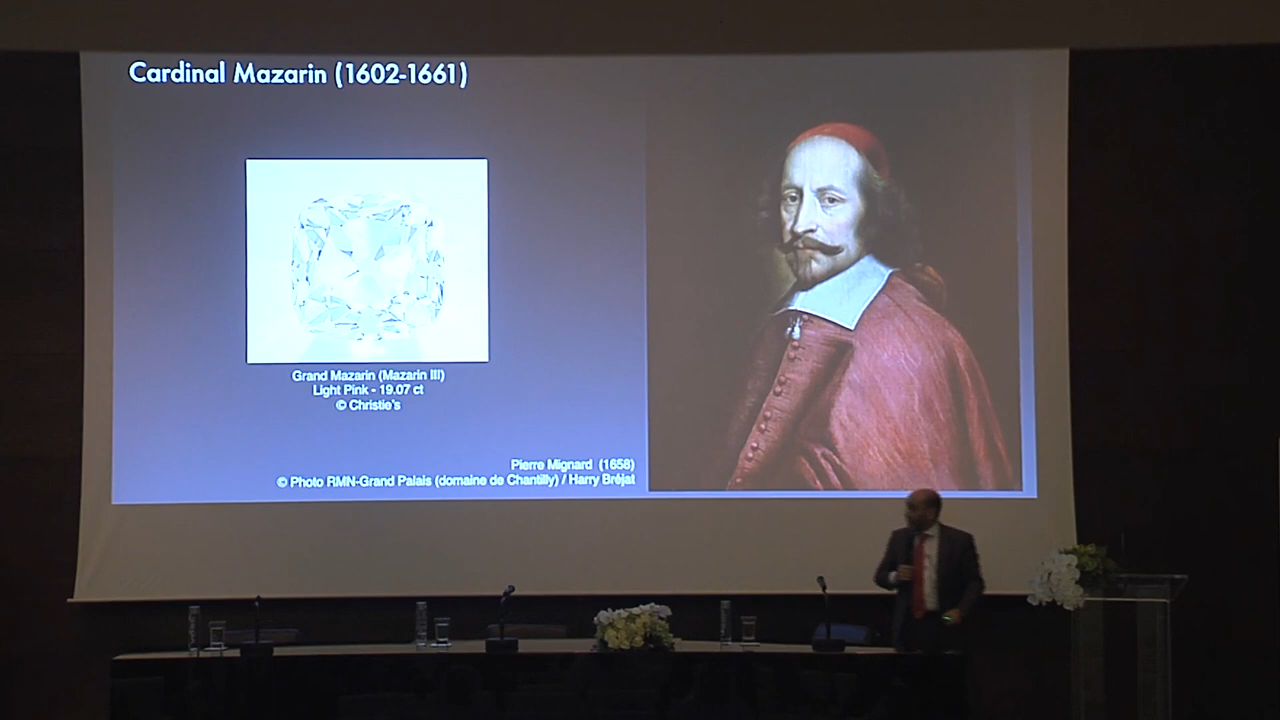 Cardinal Mazarin (1602-1661)
Grand Mazarin (Mazarin III)
Light Pink - 19.07 ct
© Christie's
Pierre Mignard (1658)
© Photo RMN-Grand Palais (domaine de Chantilly) / Harry Bréjat